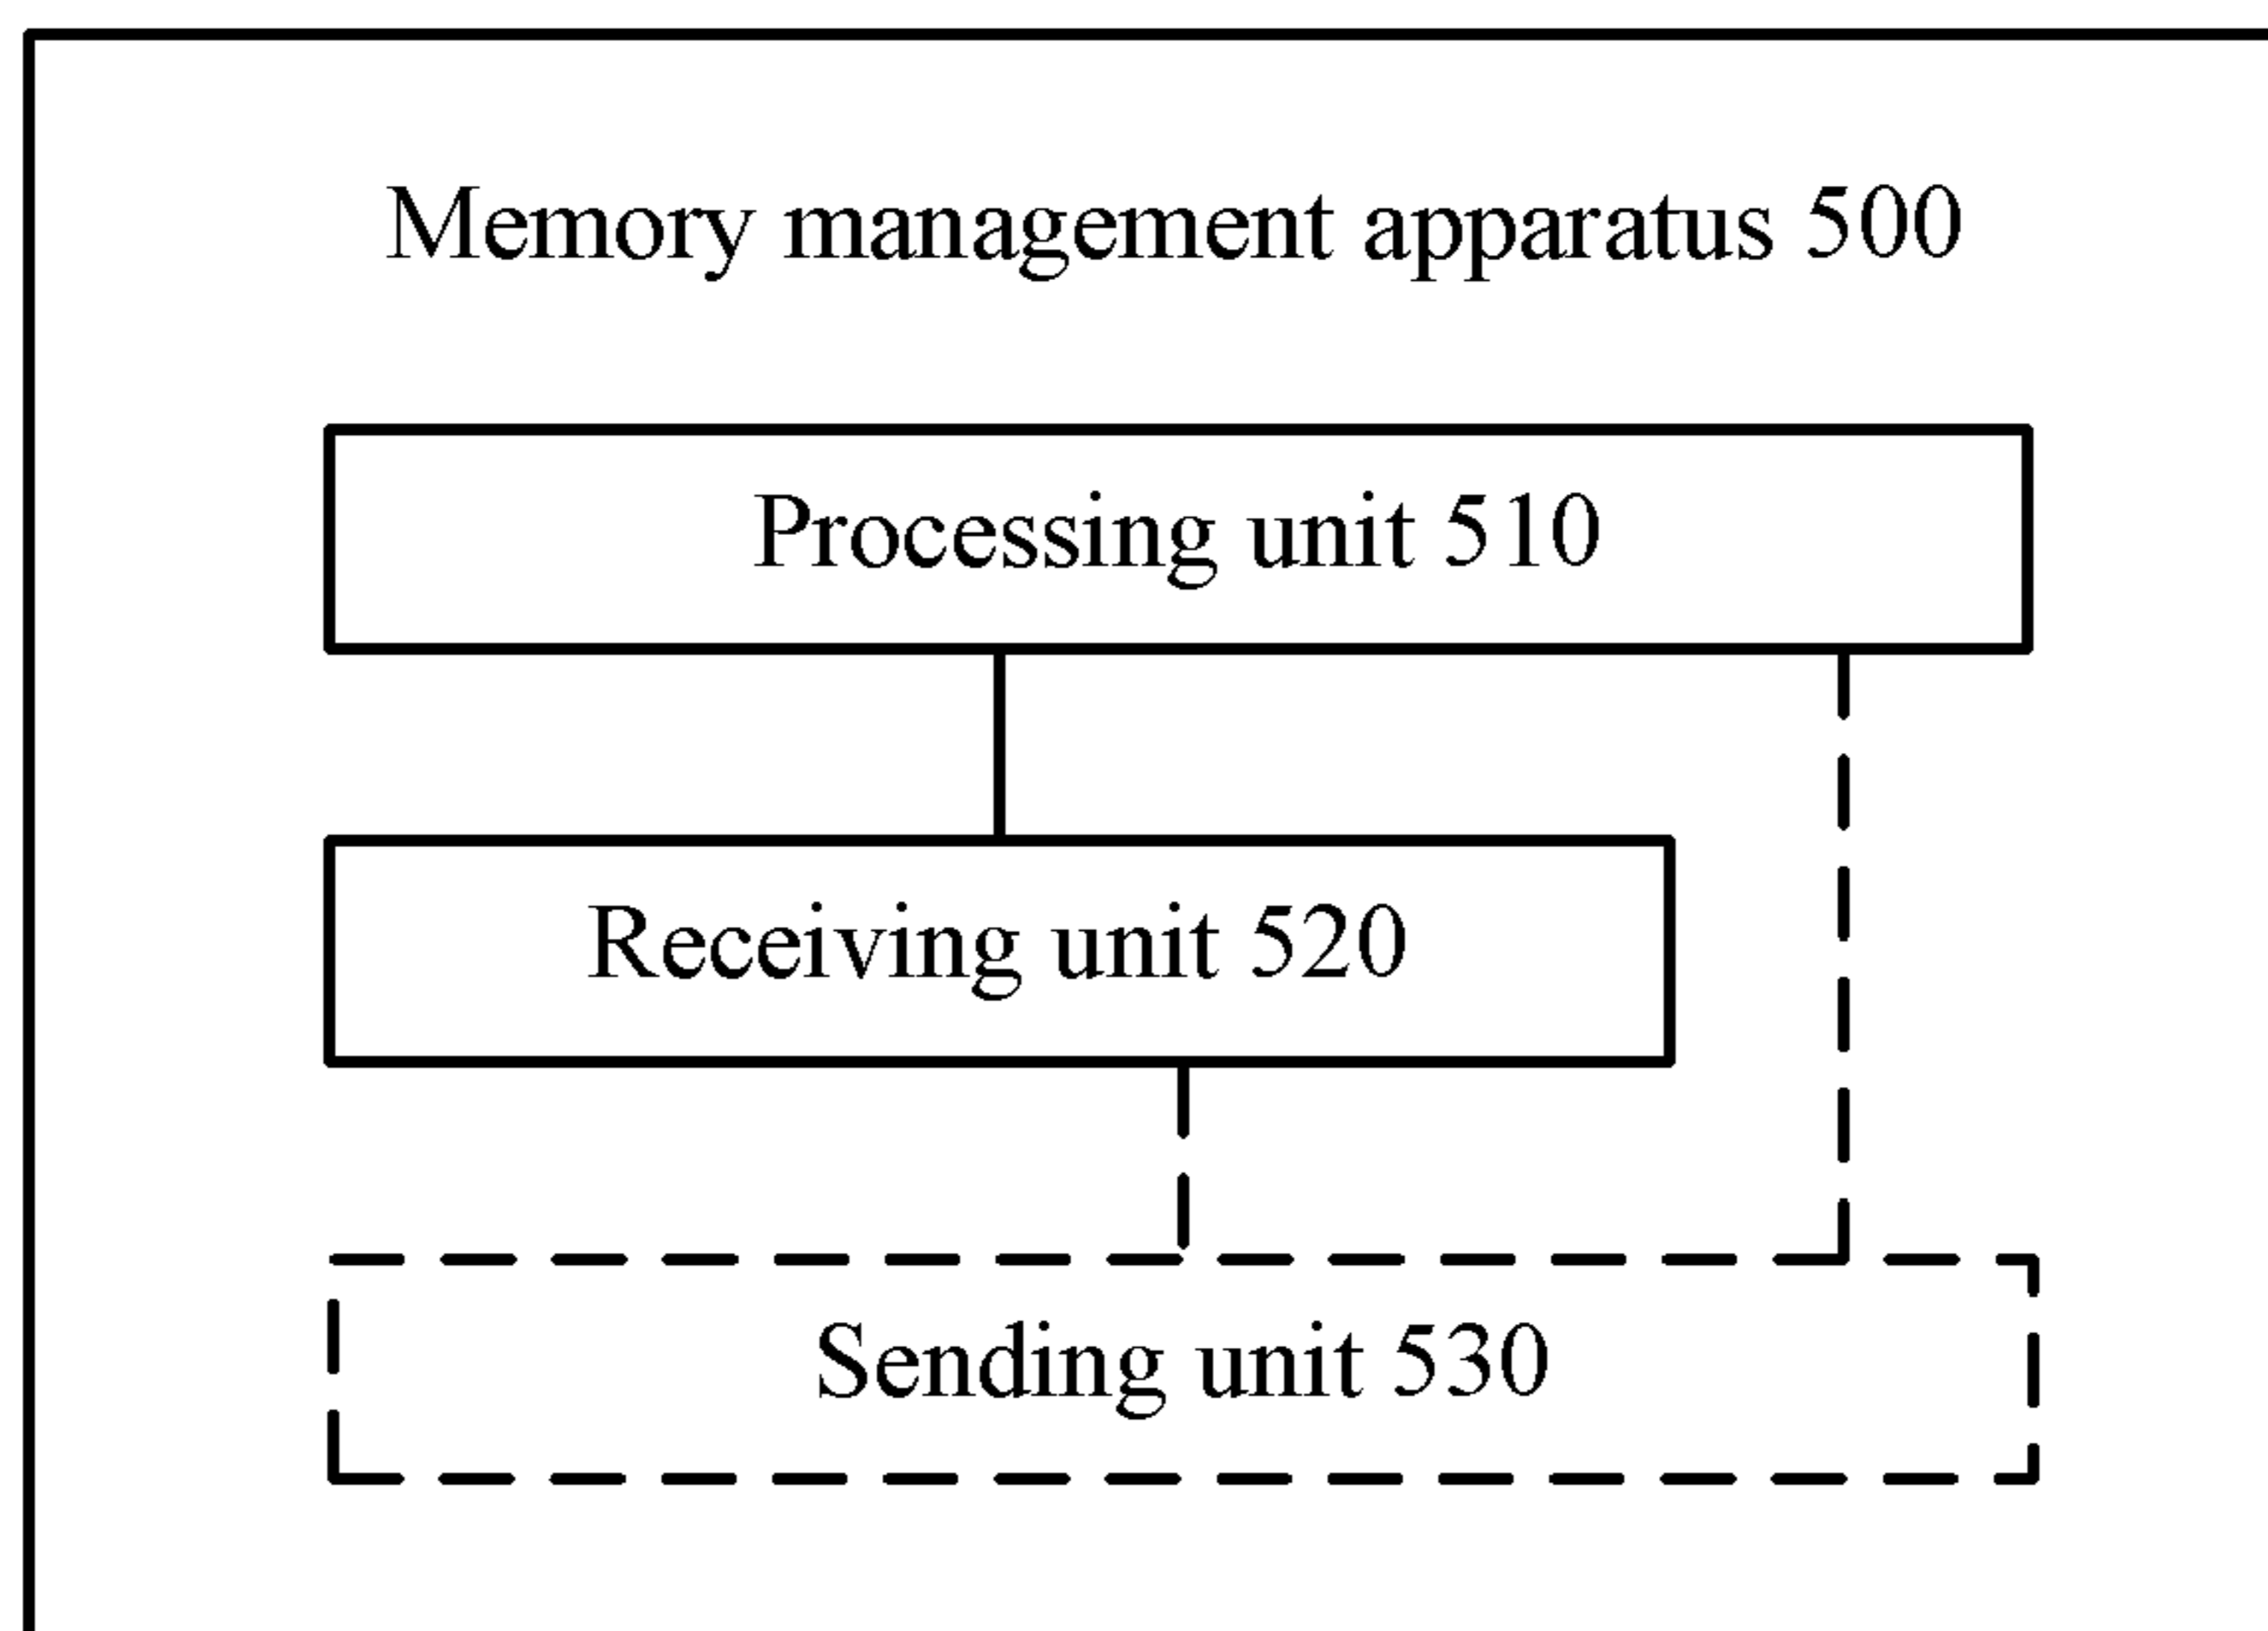 Memory management apparatus 500
Processing unit 510
Receiving unit 520
Sending unit 530